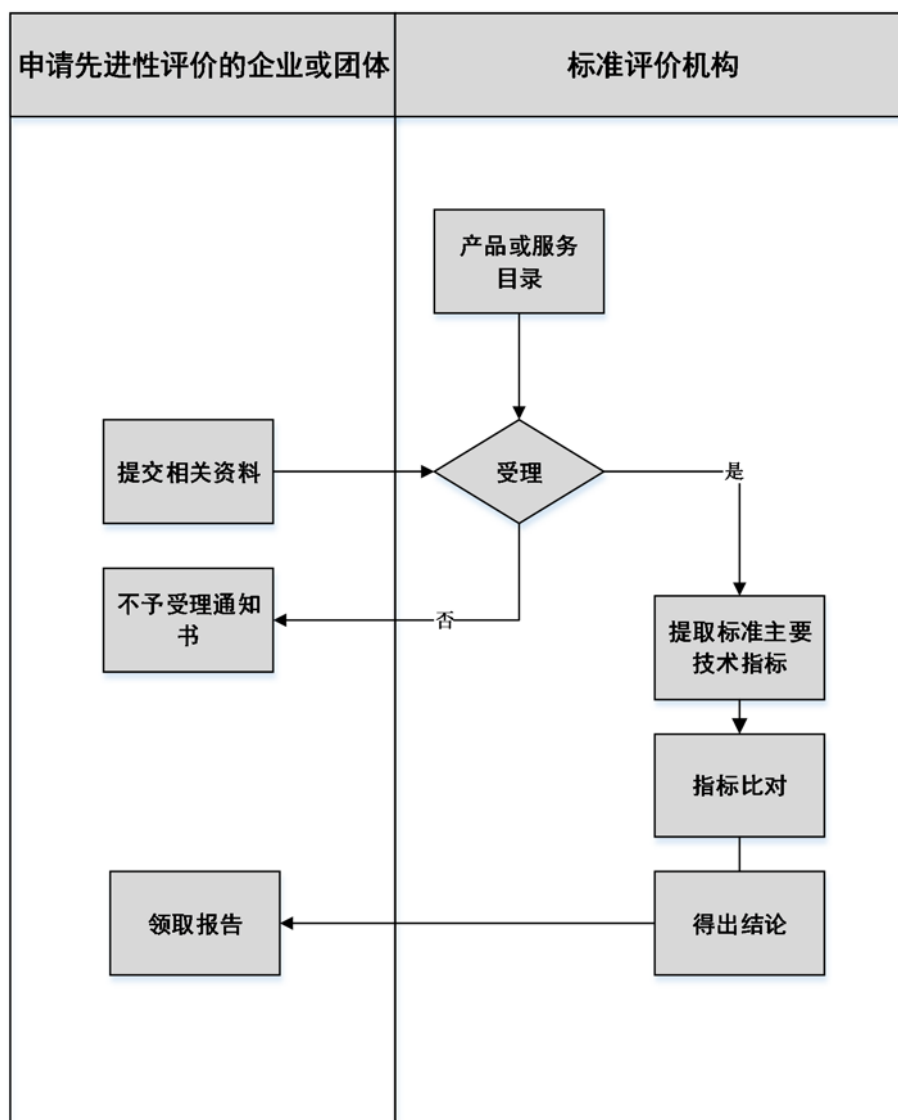 申请先进性评价的企业或团体
标准评价机构
产品或服务
目录
提交相关资料
受理
是
不予受理通知
书
否
提取标准主要
技术指标
指标比对
领取报告
得出结论